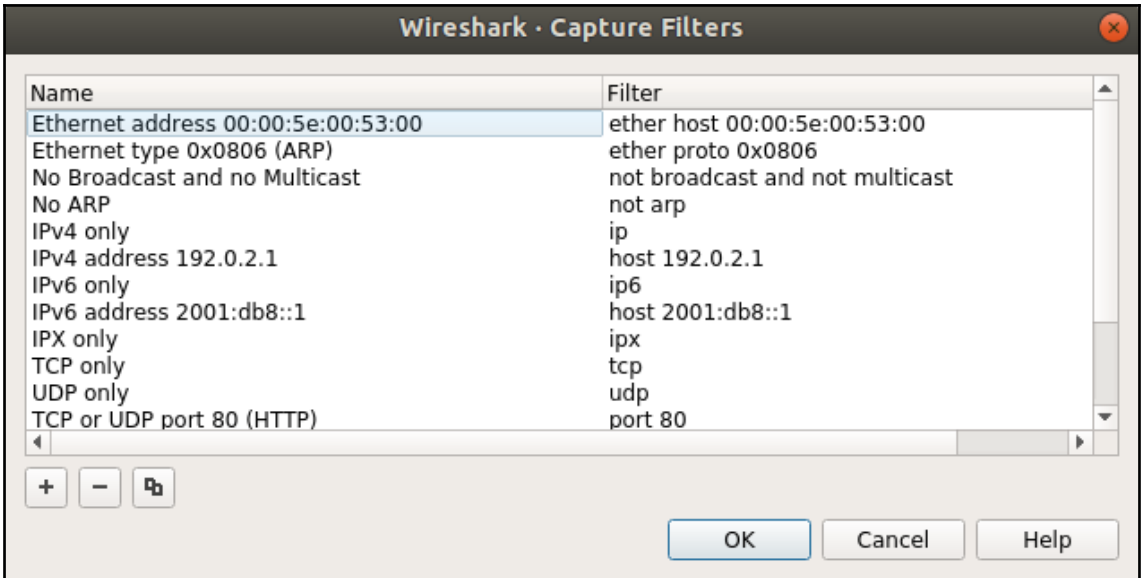 Wireshark · Capture Filters
Name Filter
Ethernet address 00:00:5e:00:53:00 ether host 00:00:5e:00:53:00
Ethernet type 0x0806 (ARP) ether proto 0x0806
No Broadcast and no Multicast not broadcast and not multicast
No ARP not arp
IPv4 only ip
IPv4 address 192.0.2.1 host 192.0.2.1
IPv6 only ip6
IPv6 address 2001:db8::1 host 2001:db8::1
IPX only ipx
TCP only tcp
UDP only udp
TCP or UDP port 80 (HTTP) port 80
OK Cancel Help